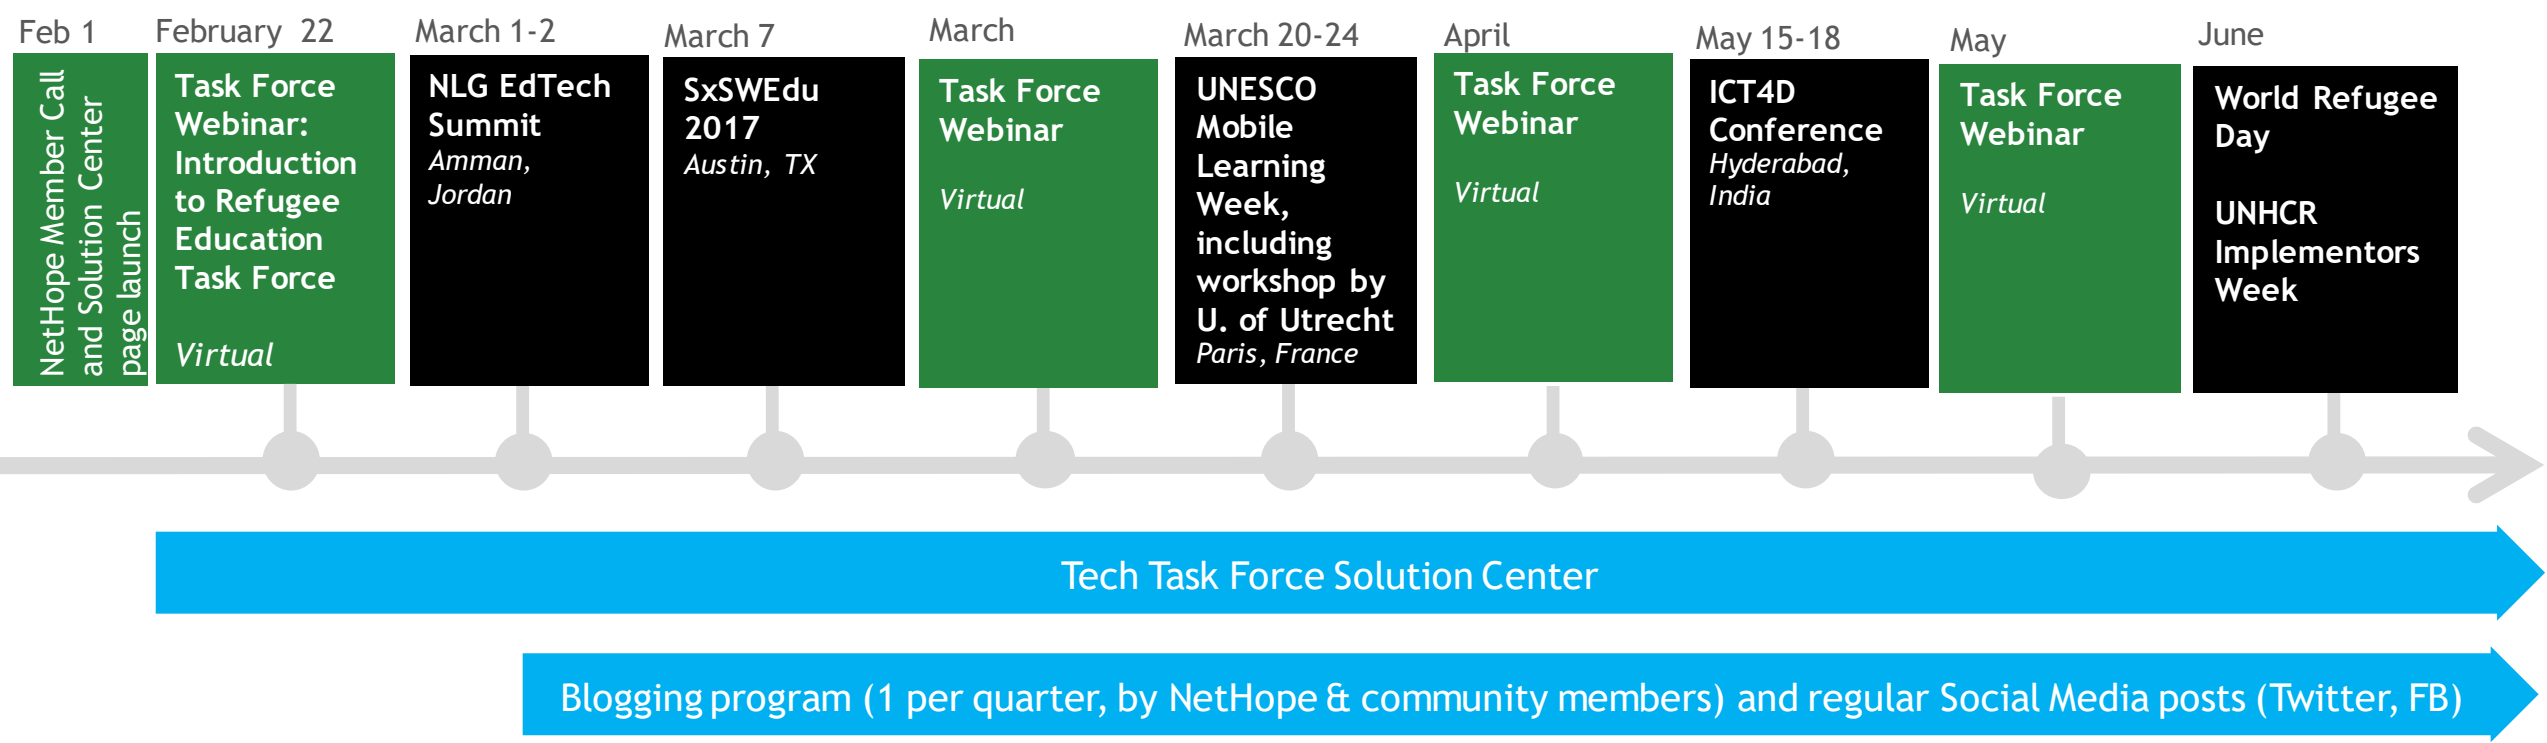 Feb 1
NetHope Member Call
and Solution Center
page launch
February 22
Task Force
Webinar:
Introduction
to Refugee
Education
Task Force
Virtual
March 1-2
NLG EdTech
Summit
Amman,
Jordan
March 7
SxSWEdu
2017
Austin, TX
March
Task Force
Webinar
Virtual
March 20-24
UNESCO
Mobile
Learning
Week,
including
workshop by
U. of Utrecht
Paris, France
April
Task Force
Webinar
Virtual
May 15-18
ICT4D
Conference
Hyderabad,
India
May
Task Force
Webinar
Virtual
June
World Refugee
Day
UNHCR
Implementors
Week
Tech Task Force Solution Center
Blogging program (1 per quarter, by NetHope & community members) and regular Social Media posts (Twitter, FB)